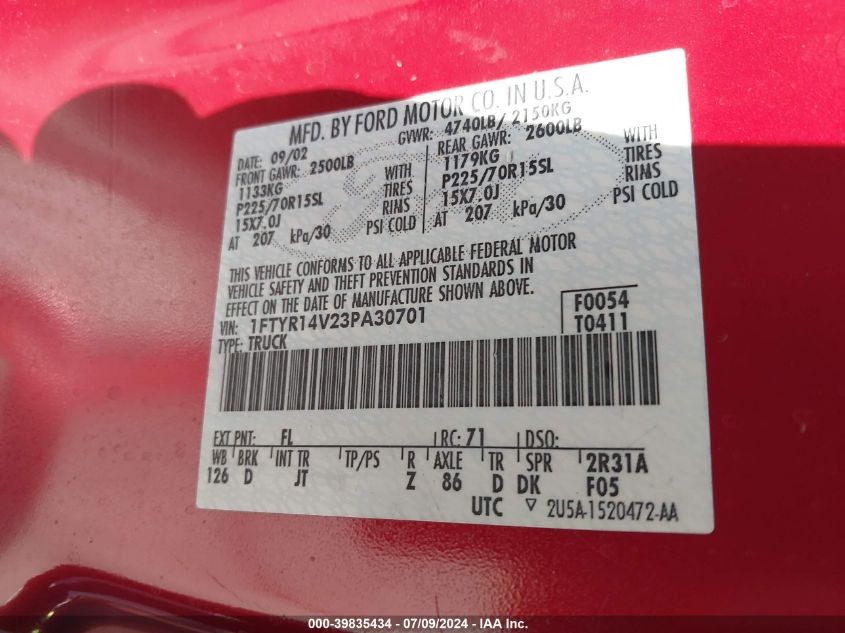 MFD. BY FORD MOTOR CO. IN U.S.A.
DATE: 09/02 GVWR: 4740LB/ 2150KG
FRONT GAWR: 2500LB REAR GAWR: 2600LB
1133KG WITH 1179KG WITH
P225/70R15SL TIRES P225/70R15SL TIRES
15X7.0J RIMS 15X7.0J RIMS
AT 207 kPa/30 PSI COLD AT 207 kPa/30 PSI COLD
THIS VEHICLE CONFORMS TO ALL APPLICABLE FEDERAL MOTOR
VEHICLE SAFETY AND THEFT PREVENTION STANDARDS IN
EFFECT ON THE DATE OF MANUFACTURE SHOWN ABOVE.
VIN: 1FTYR14V23PA30701 F0054
TYPE: TRUCK T0411
EXT PNT: FL RC: 71 DSO:
WB BRK INT TR TP/PS R AXLE TR SPR 2R31A
126 D JT Z 86 D DK F05
UTC ▽ 2U5A-1520472-AA
000-39835434 / 07/09/2024 - IAA Inc.